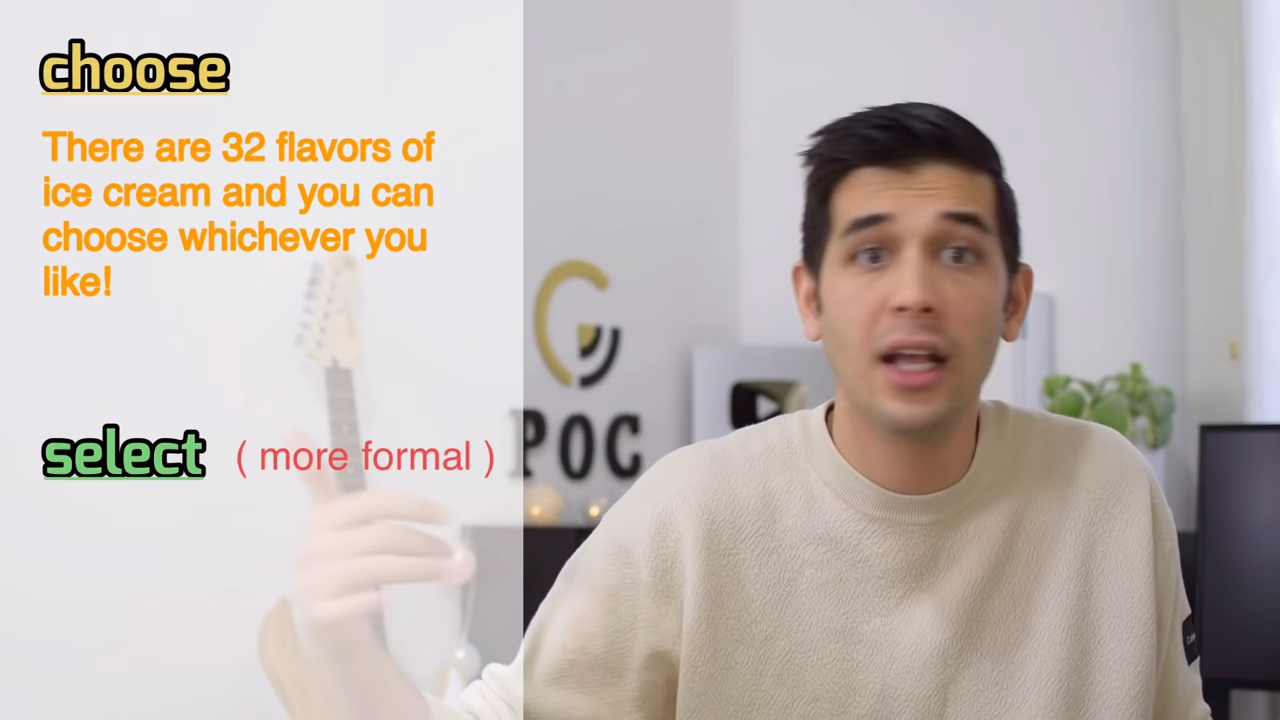 choose
There are 32 flavors of
ice cream and you can
choose whichever you
like!
select ( more formal )
POC